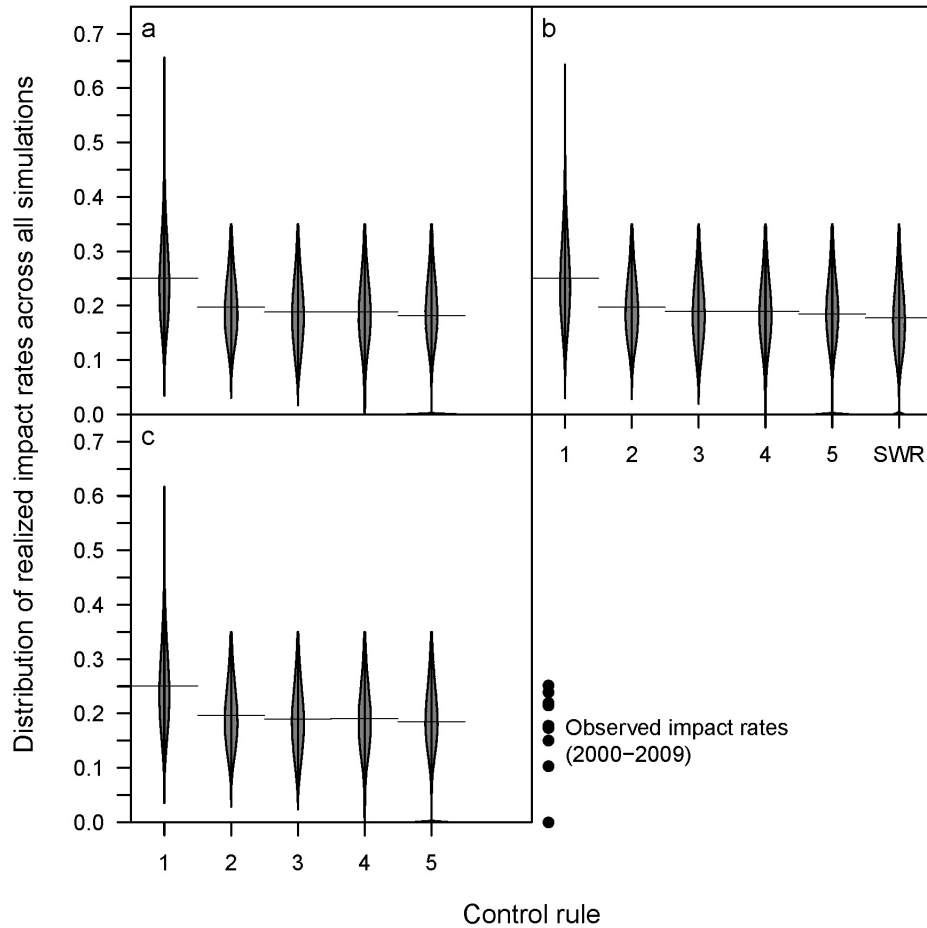 Distribution of realized impact rates across all simulations
a
0.7
0.6
0.5
0.4
0.3
0.2
0.1
0.0
b
1 2 3 4 5 SWR
c
0.7
0.6
0.5
0.4
0.3
0.2
0.1
0.0
1 2 3 4 5
Observed impact rates
(2000−2009)
Control rule